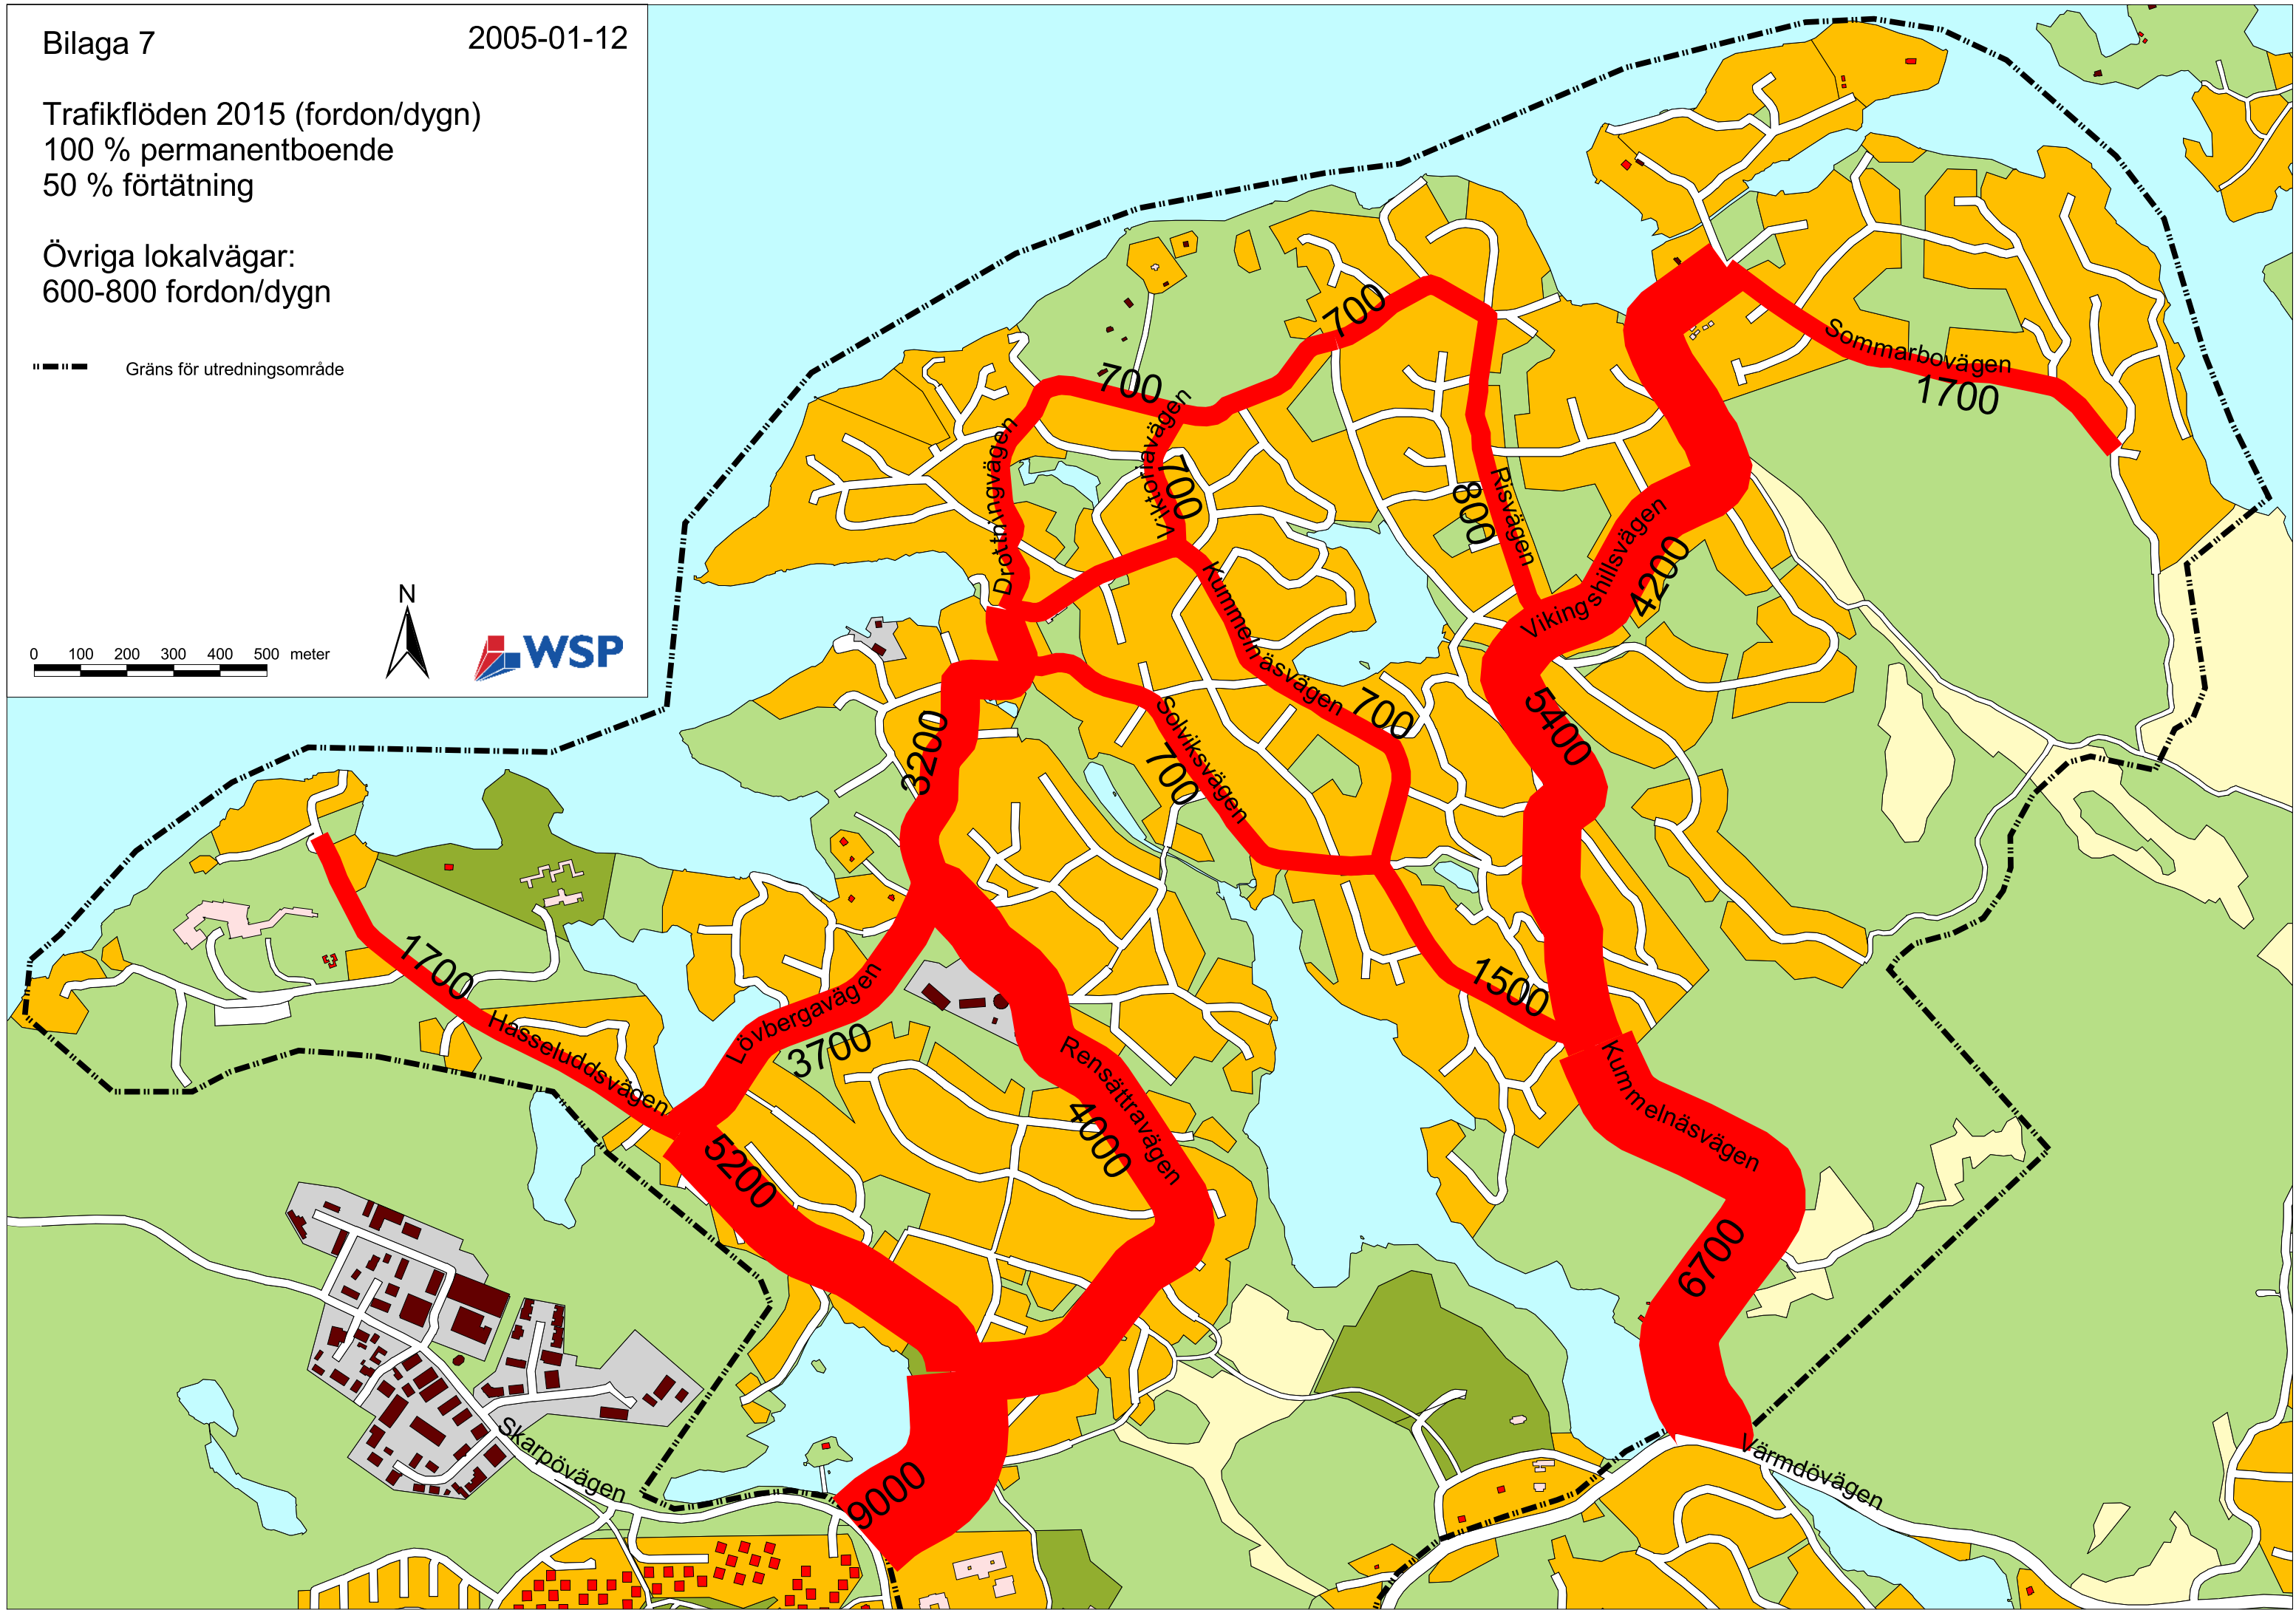 Bilaga 7
2005-01-12
Trafikflöden 2015 (fordon/dygn)
100 % permanentboende
50 % förtätning
Övriga lokalvägar:
600-800 fordon/dygn
Gräns för utredningsområde
N
0 100 200 300 400 500 meter
WSP
700
700
Sommarbovägen
1700
Drottningvägen
Viktoriavägen
700
800
Risvägen
Vikingshillsvägen
4200
Kummelnäsvägen
700
Solviksvägen
700
3200
5400
1700
Hasseluddsvägen
Lövbergavägen
3700
1500
Rensättravägen
4000
Kummelnäsvägen
5200
6700
Skarpövägen
9000
Värmdövägen